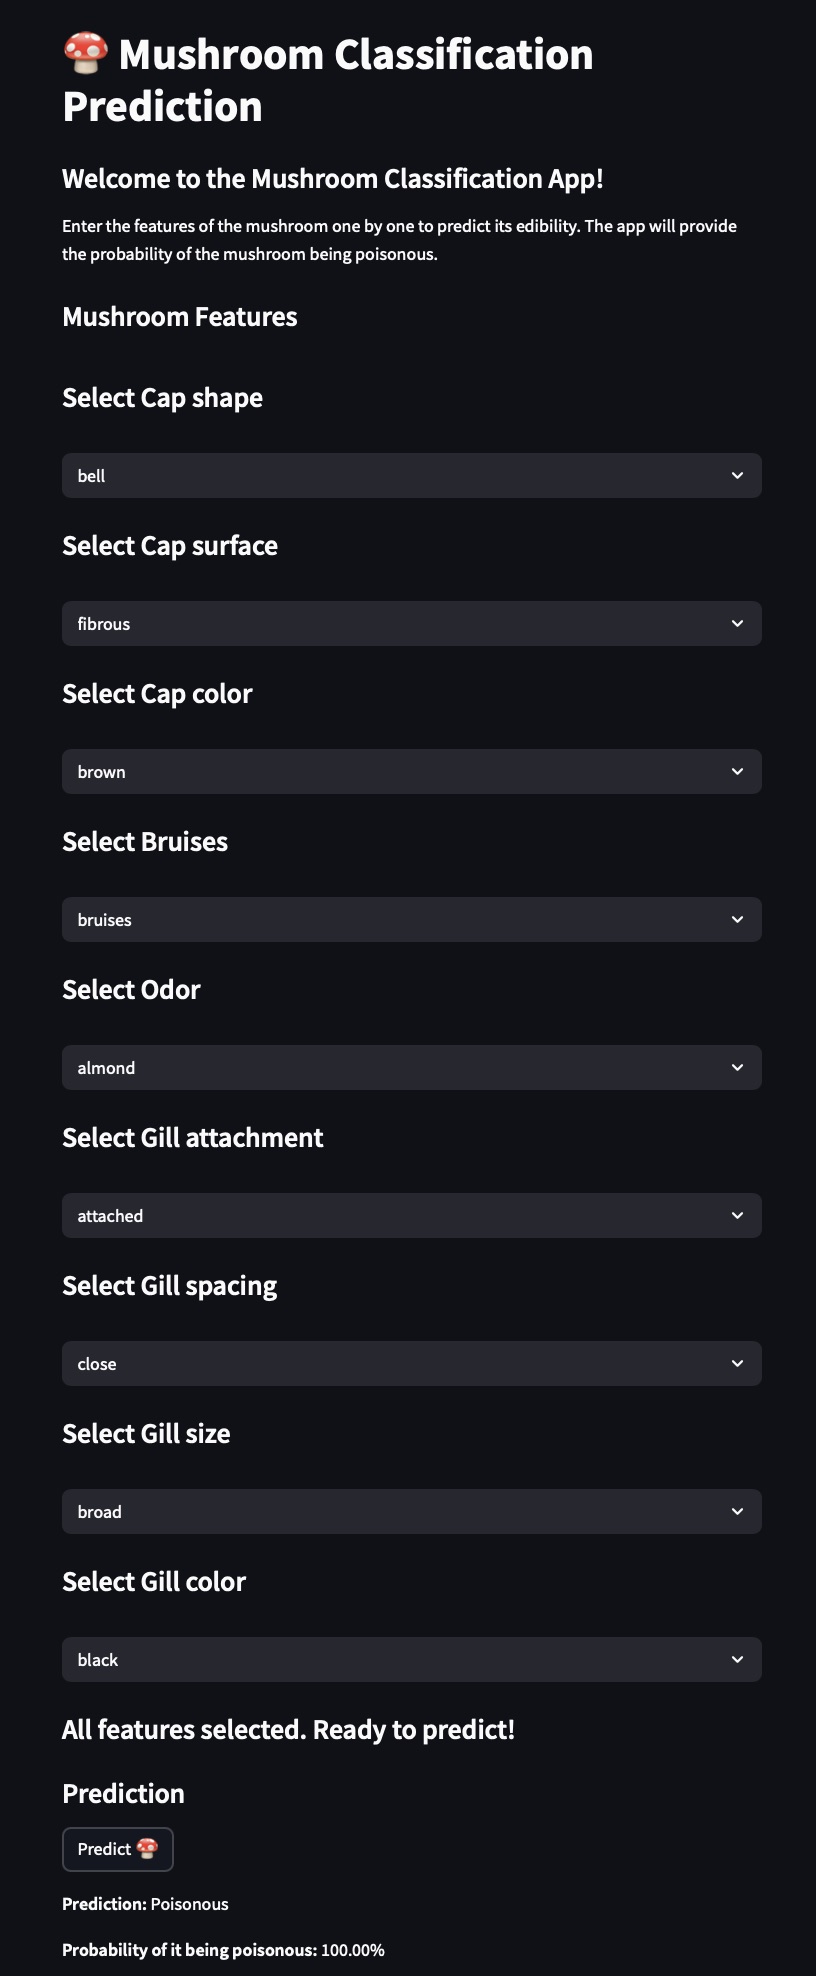 Mushroom Classification
Prediction
Welcome to the Mushroom Classification App!
Enter the features of the mushroom one by one to predict its edibility. The app will provide
the probability of the mushroom being poisonous.
Mushroom Features
Select Cap shape
bell
Select Cap surface
fibrous
Select Cap color
brown
Select Bruises
bruises
Select Odor
almond
Select Gill attachment
attached
Select Gill spacing
close
Select Gill size
broad
Select Gill color
black
All features selected. Ready to predict!
Prediction
Predict
Prediction: Poisonous
Probability of it being poisonous: 100.00%